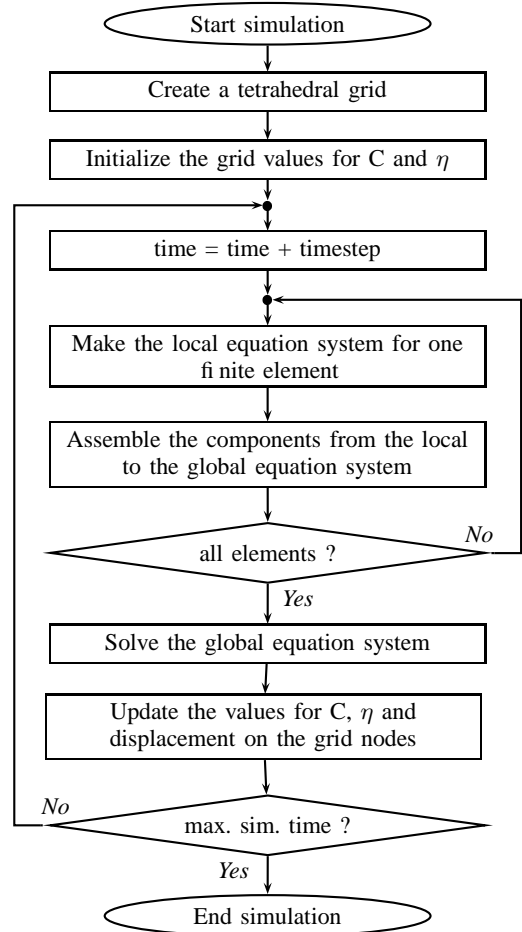 Start simulation
Create a tetrahedral grid
Initialize the grid values for C and η
time = time + timestep
Make the local equation system for one
finite element
Assemble the components from the local
to the global equation system
No
all elements ?
Yes
Solve the global equation system
Update the values for C, η and
displacement on the grid nodes
No
max. sim. time ?
Yes
End simulation